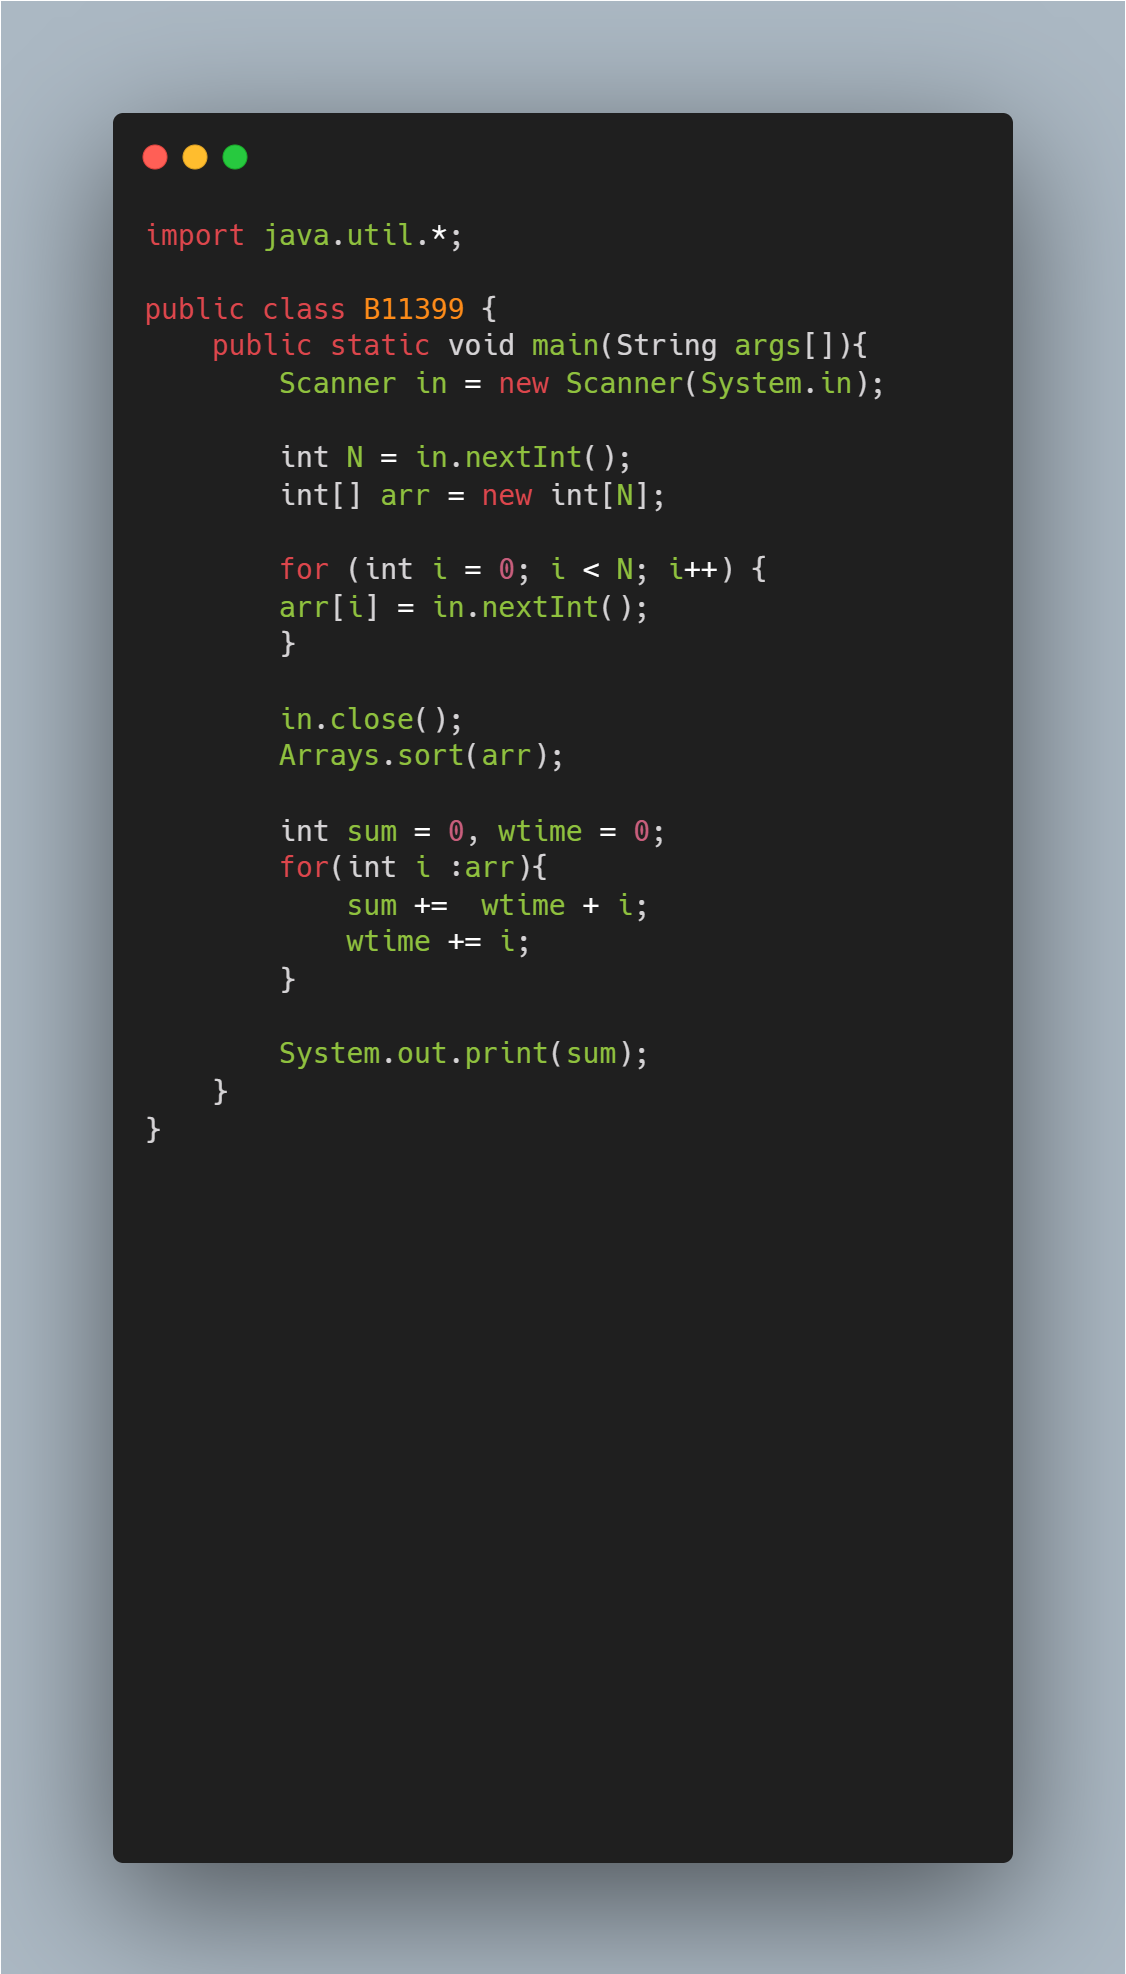 import java.util.*;

public class B11399 {
    public static void main(String args[]){
        Scanner in = new Scanner(System.in);

        int N = in.nextInt();
        int[] arr = new int[N];

        for (int i = 0; i < N; i++) {
        arr[i] = in.nextInt();
        }

        in.close();
        Arrays.sort(arr);

        int sum = 0, wtime = 0;
        for(int i :arr){
            sum +=  wtime + i;
            wtime += i;
        }

        System.out.print(sum);
    }
}